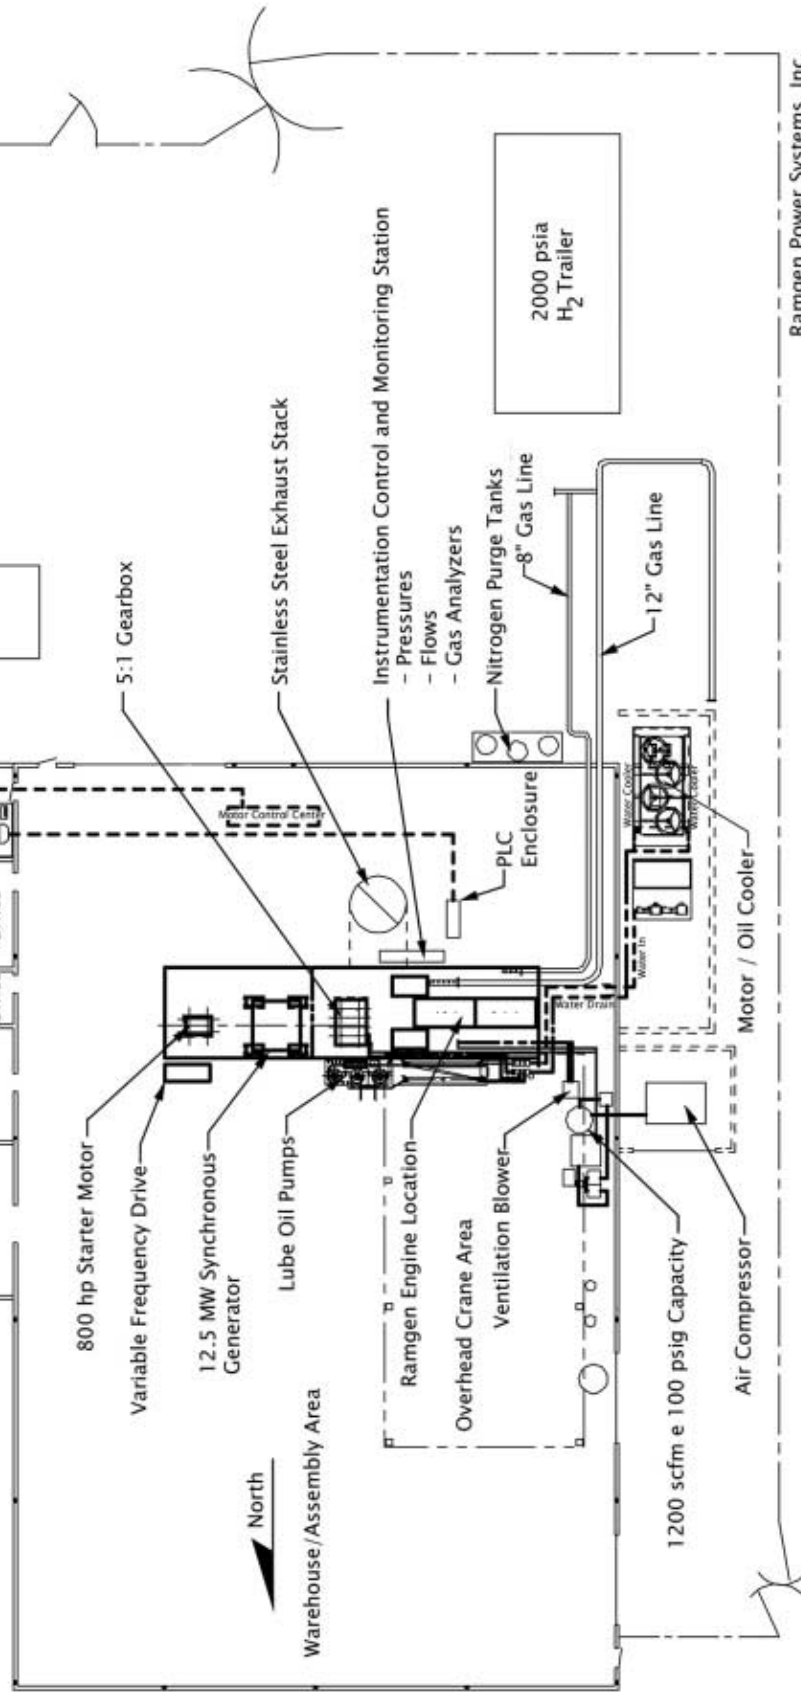 800 hp Starter Motor
Variable Frequency Drive
12.5 MW Synchronous
Generator
Lube Oil Pumps
Ramgen Engine Location
Overhead Crane Area
Ventilation Blower
1200 scfm e 100 psig Capacity
Air Compressor
North
Warehouse/Assembly Area
5:1 Gearbox
Stainless Steel Exhaust Stack
Instrumentation Control and Monitoring Station
- Pressures
- Flows
- Gas Analyzers
Nitrogen Purge Tanks
8" Gas Line
12" Gas Line
2000 psia
H2 Trailer
Motor Control Center
PLC
Enclosure
Water Cooler
Water Cooler
Water In
Water Drain
Motor / Oil Cooler
Ramgen Power Systems, Inc